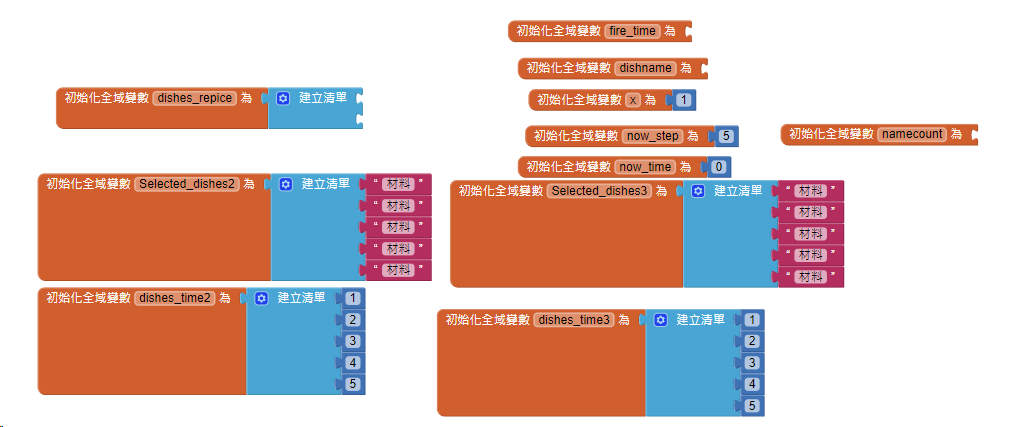 初始化全域變數 fire_time 為
初始化全域變數 dishname 為
初始化全域變數 dishes_repice 為 建立清單
初始化全域變數 x 為 1
初始化全域變數 now_step 為 5
初始化全域變數 namecount 為
初始化全域變數 now_time 為 0
初始化全域變數 Selected_dishes2 為 建立清單 “ 材料 ”
“ 材料 ”
“ 材料 ”
“ 材料 ”
“ 材料 ”
初始化全域變數 Selected_dishes3 為 建立清單 “ 材料 ”
“ 材料 ”
“ 材料 ”
“ 材料 ”
“ 材料 ”
初始化全域變數 dishes_time2 為 建立清單 1
2
3
4
5
初始化全域變數 dishes_time3 為 建立清單 1
2
3
4
5